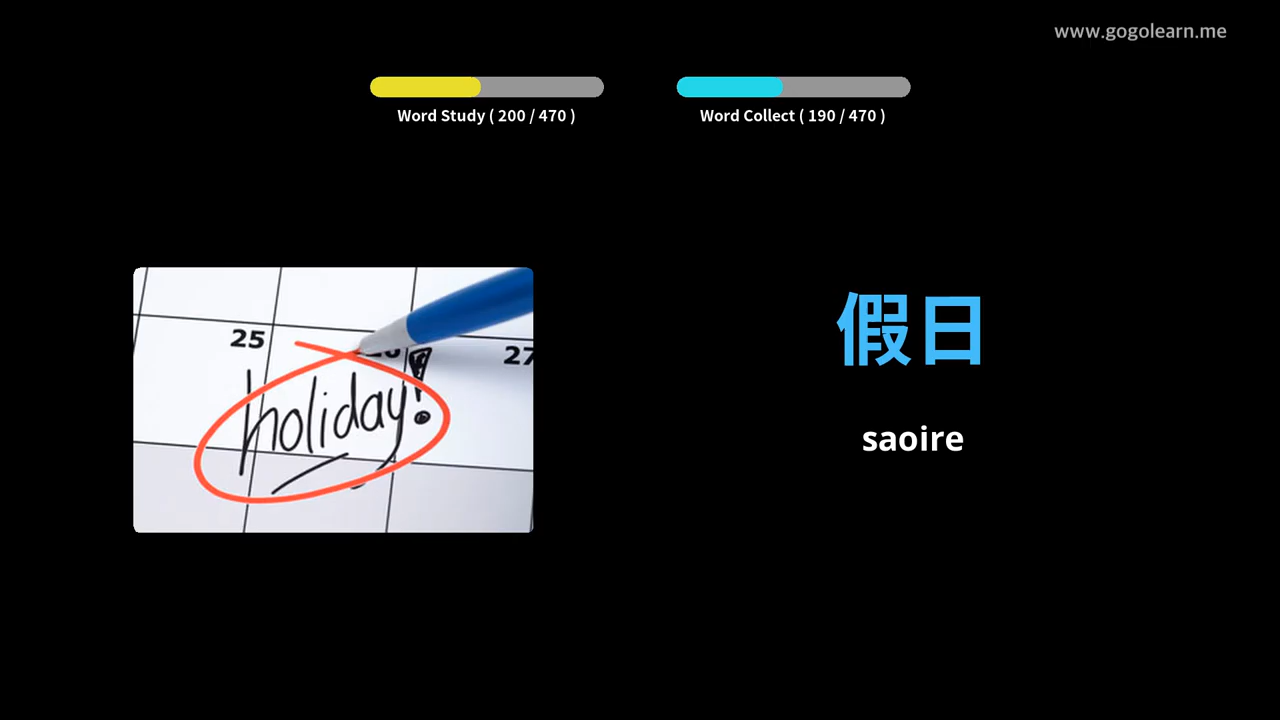 www.gogolearn.me
Word Study ( 200 / 470 )
Word Collect ( 190 / 470 )
25
27
holiday!
假日
saoire